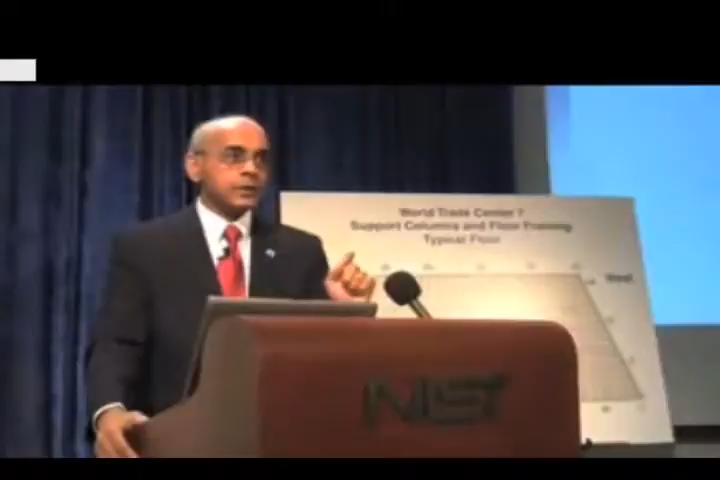 World Trade Center 7
Support Columns and Floor Framing
Typical Floor
West
NIST